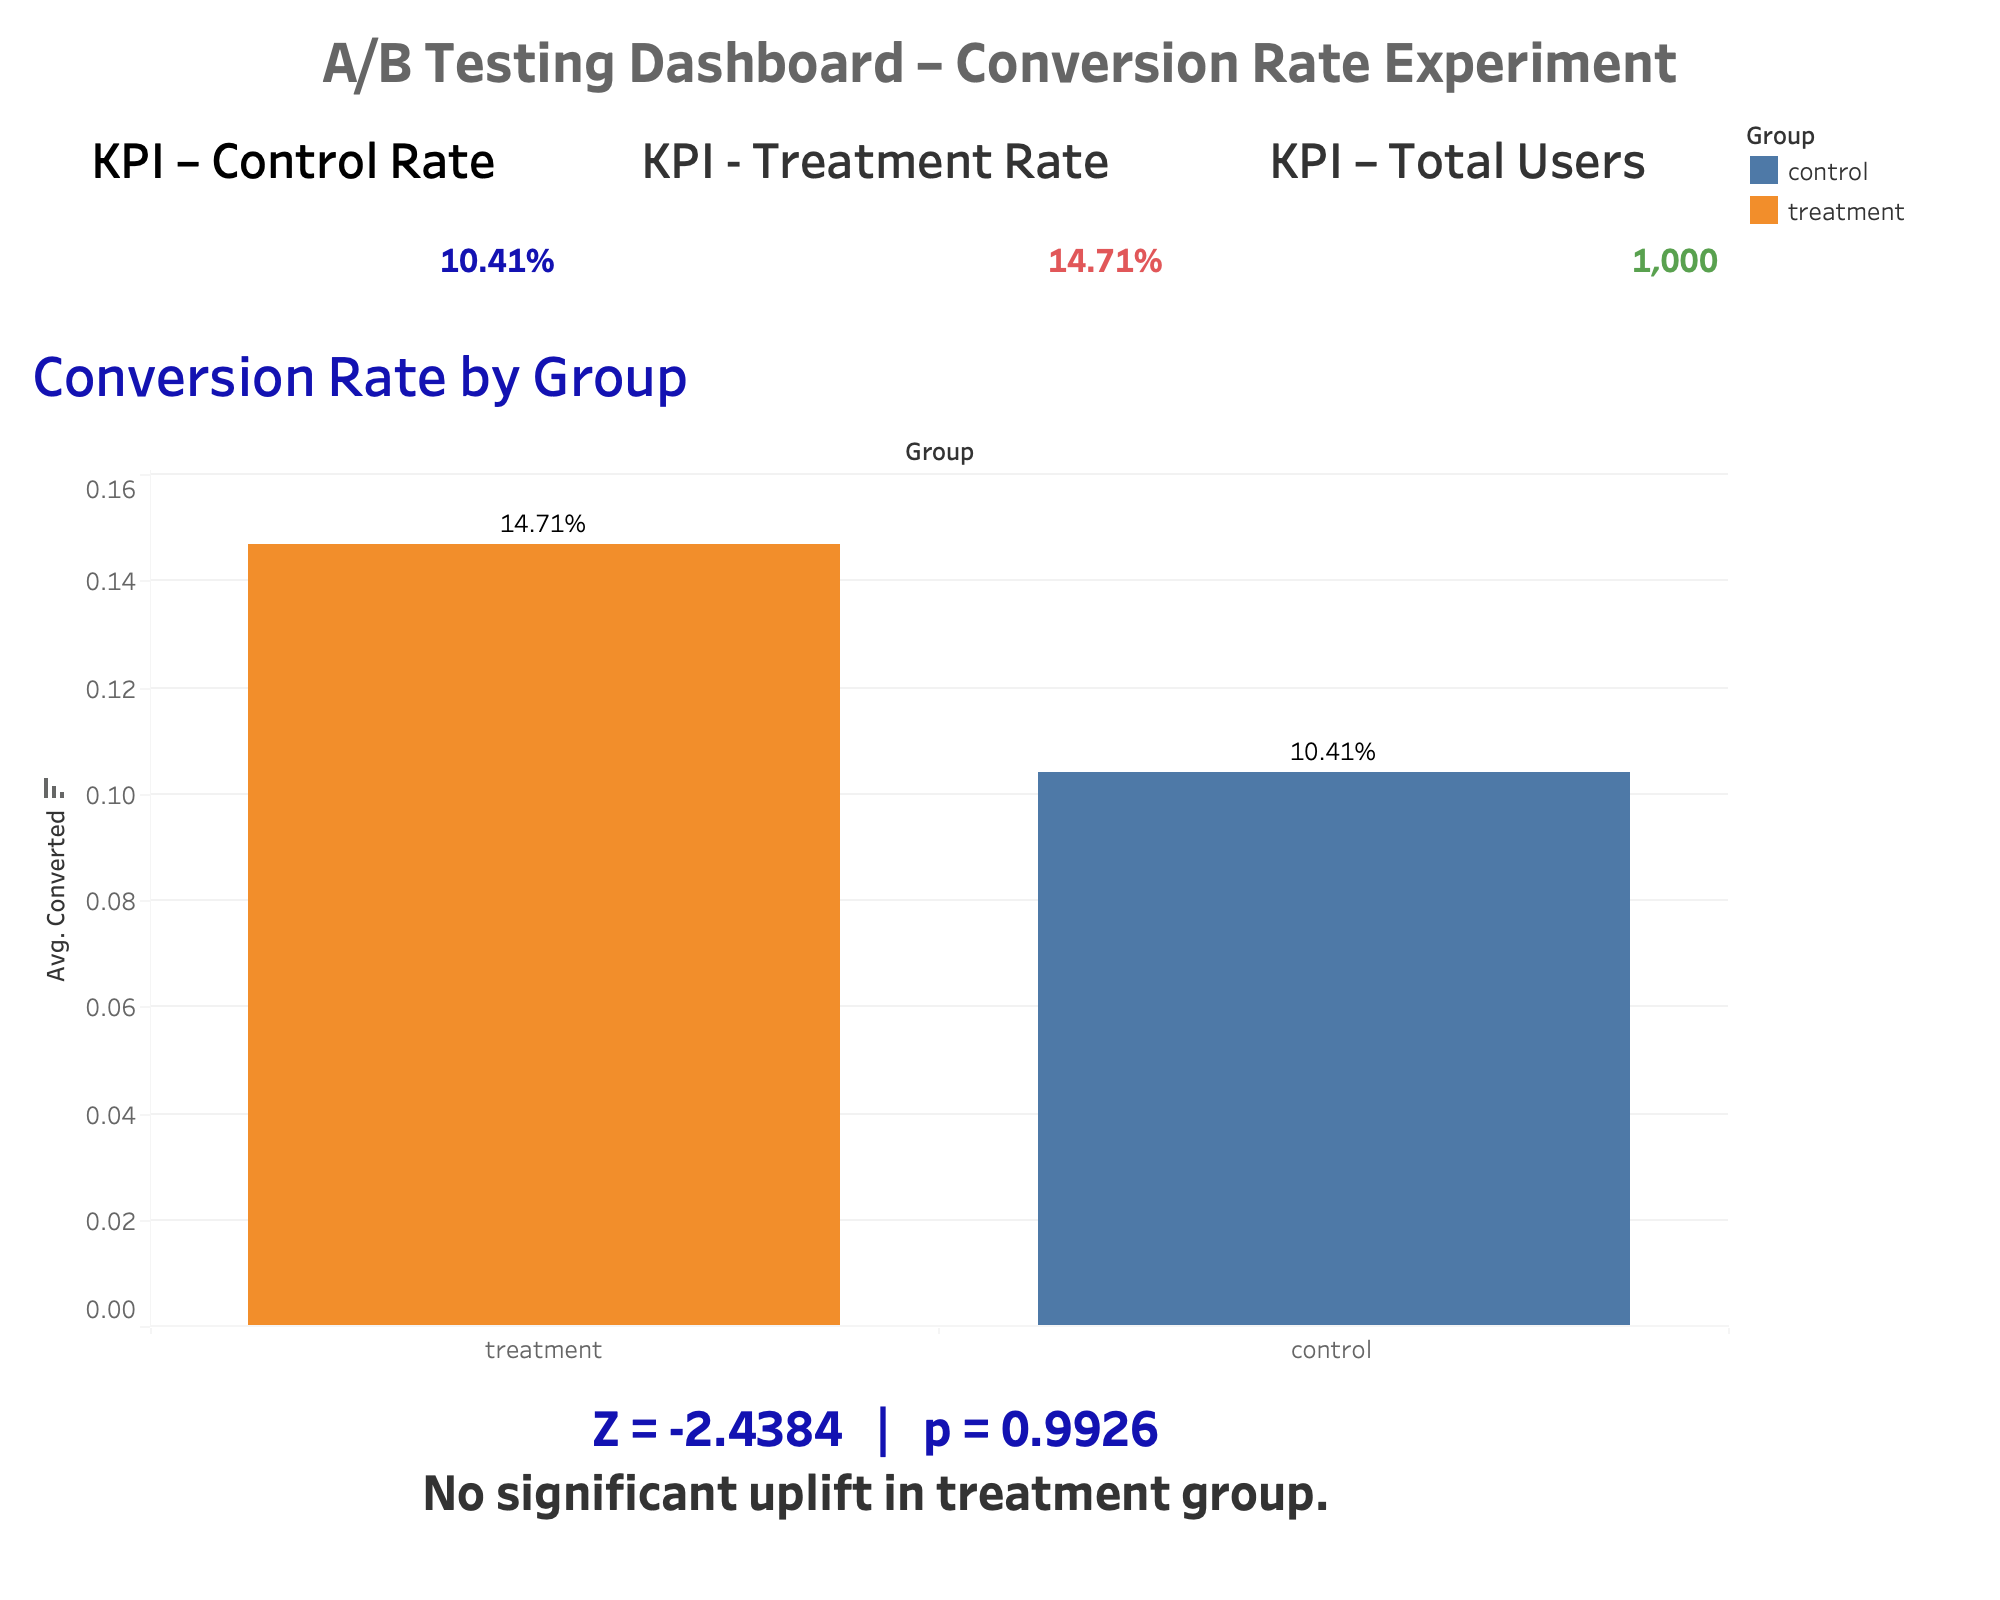 A/B Testing Dashboard – Conversion Rate Experiment
KPI – Control Rate
10.41%
KPI - Treatment Rate
14.71%
KPI – Total Users
1,000
Group
control
treatment
Conversion Rate by Group
Group
0.16
0.14
0.12
0.10
0.08
0.06
0.04
0.02
0.00
Avg. Converted
14.71%
10.41%
treatment
control
Z = -2.4384 | p = 0.9926
No significant uplift in treatment group.